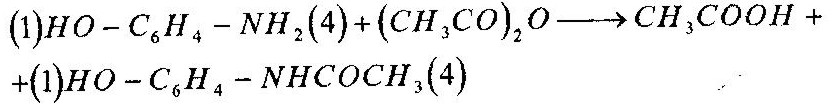 (1)HO – C₆H₄ – NH₂(4) + (CH₃CO)₂O ⟶ CH₃COOH +
+(1)HO – C₆H₄ – NHCOCH₃(4)